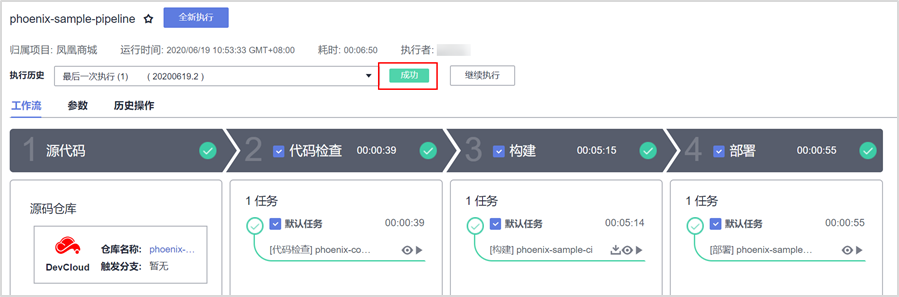 phoenix-sample-pipeline 全新执行
归属项目: 凤凰商城 运行时间: 2020/06/19 10:53:33 GMT+08:00 耗时: 00:06:50 执行者:
执行历史 最后一次执行 (1) ( 20200619.2 ) 成功 继续执行
工作流 参数 历史操作
1 源代码 2 代码检查 00:00:39 3 构建 00:05:15 4 部署 00:00:55
源码仓库
DevCloud
仓库名称: phoenix-...
触发分支: 暂无
1 任务
默认任务 00:00:39
[代码检查] phoenix-co...
1 任务
默认任务 00:05:14
[构建] phoenix-sample-ci
1 任务
默认任务 00:00:55
[部署] phoenix-sample...